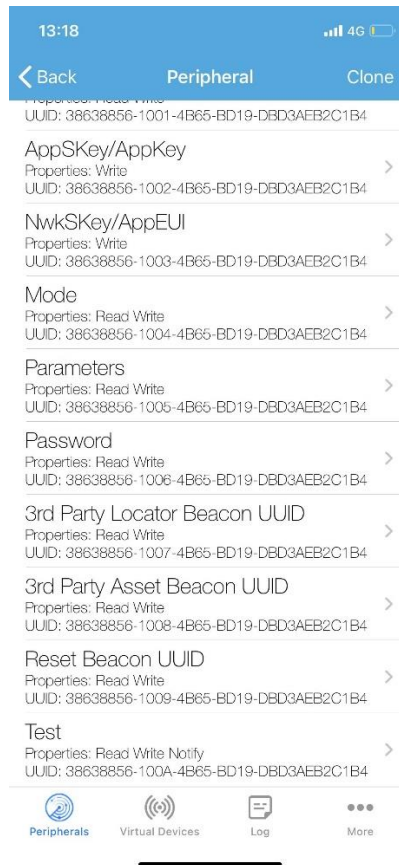 13:18
4G
Back
Peripheral
Clone
Properties: Read Write
UUID: 38638856-1001-4B65-BD19-DBD3AEB2C1B4
AppSKey/AppKey
Properties: Write
UUID: 38638856-1002-4B65-BD19-DBD3AEB2C1B4
NwkSKey/AppEUI
Properties: Write
UUID: 38638856-1003-4B65-BD19-DBD3AEB2C1B4
Mode
Properties: Read Write
UUID: 38638856-1004-4B65-BD19-DBD3AEB2C1B4
Parameters
Properties: Read Write
UUID: 38638856-1005-4B65-BD19-DBD3AEB2C1B4
Password
Properties: Read Write
UUID: 38638856-1006-4B65-BD19-DBD3AEB2C1B4
3rd Party Locator Beacon UUID
Properties: Read Write
UUID: 38638856-1007-4B65-BD19-DBD3AEB2C1B4
3rd Party Asset Beacon UUID
Properties: Read Write
UUID: 38638856-1008-4B65-BD19-DBD3AEB2C1B4
Reset Beacon UUID
Properties: Read Write
UUID: 38638856-1009-4B65-BD19-DBD3AEB2C1B4
Test
Properties: Read Write Notify
UUID: 38638856-100A-4B65-BD19-DBD3AEB2C1B4
Peripherals
Virtual Devices
Log
More